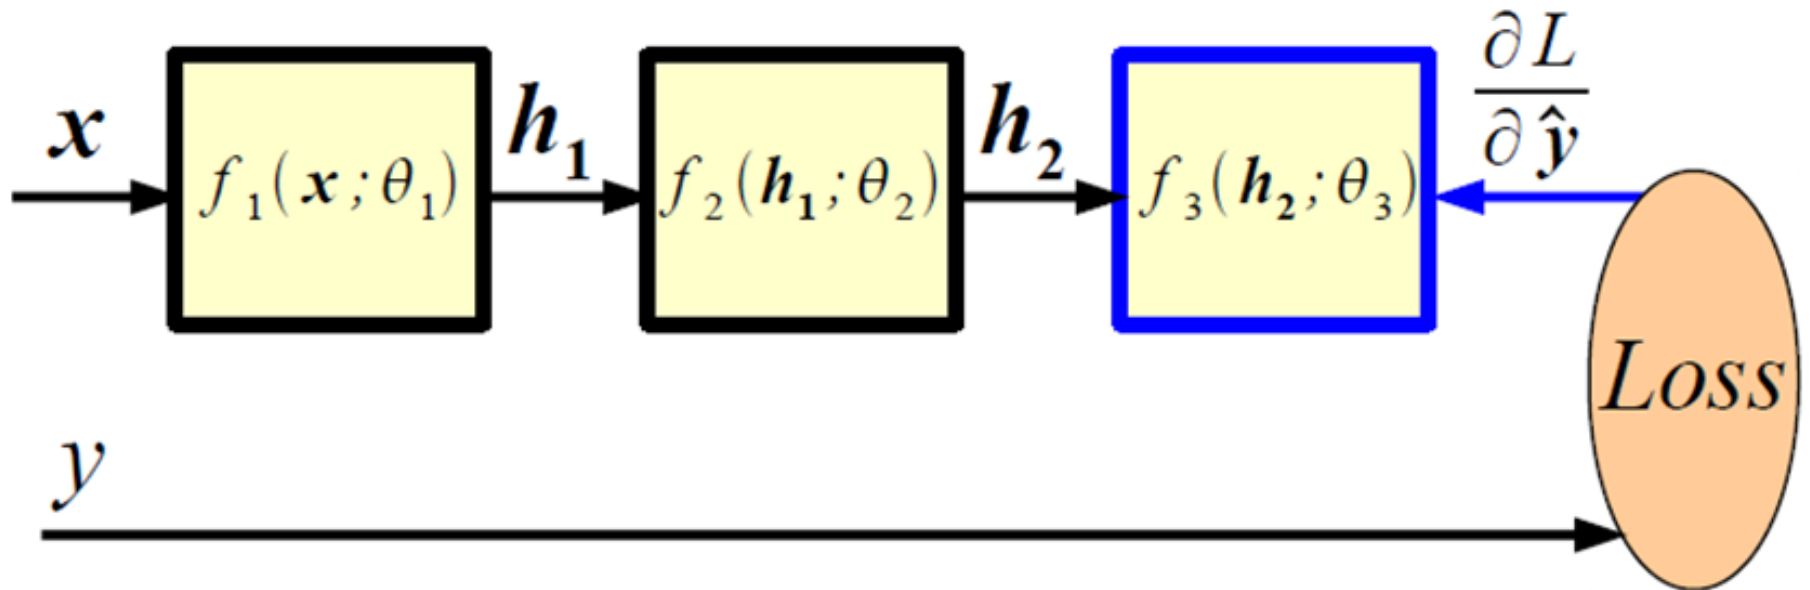 x
f₁(x;θ₁)
h₁
f₂(h₁;θ₂)
h₂
f₃(h₂;θ₃)
∂L
∂ŷ
Loss
y